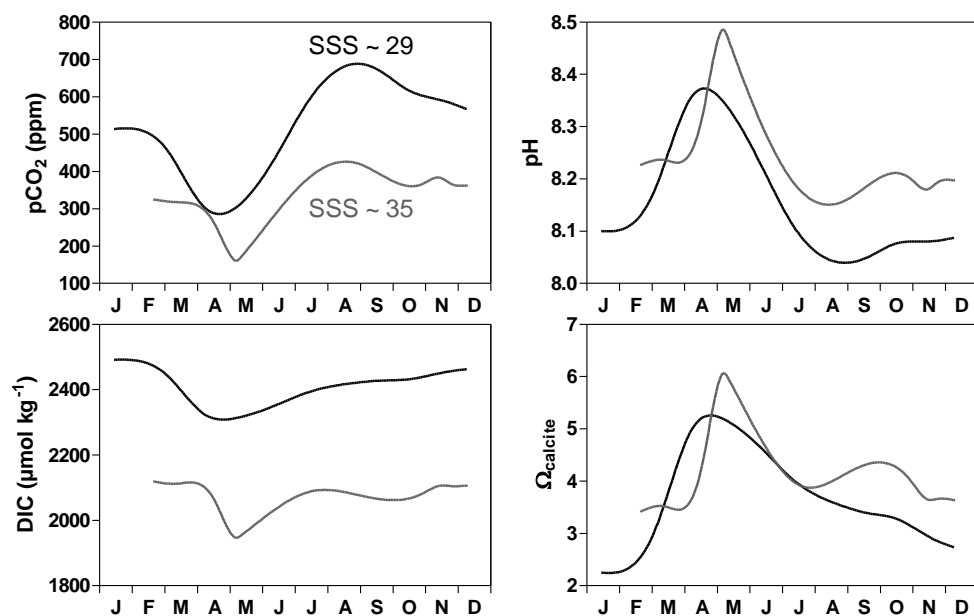 pCO2 (ppm)
800
700
600
500
400
300
200
100
SSS ~ 29
SSS ~ 35
J F M A M J J A S O N D
pH
8.5
8.4
8.3
8.2
8.1
8.0
J F M A M J J A S O N D
DIC (µmol kg-1)
2600
2400
2200
2000
1800
J F M A M J J A S O N D
Ωcalcite
7
6
5
4
3
2
J F M A M J J A S O N D